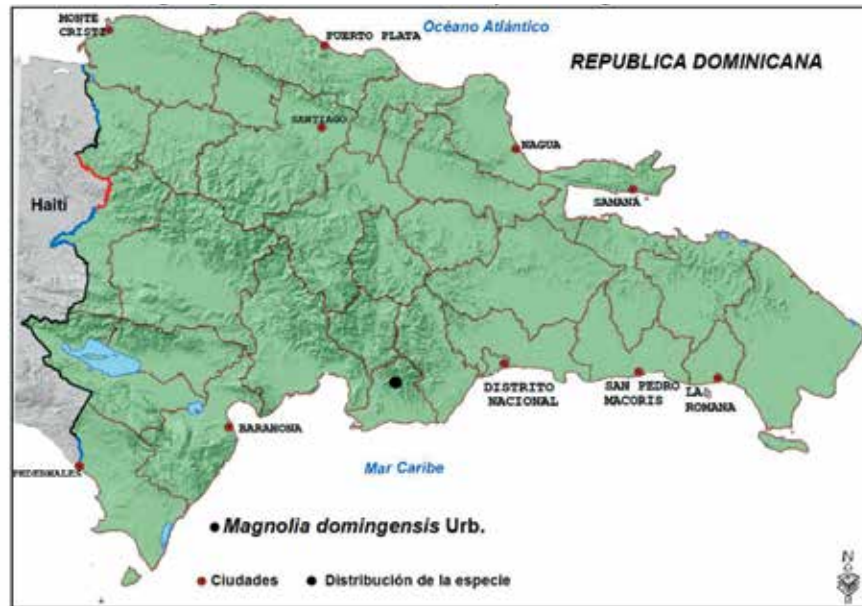 MONTE
CRISTI
PUERTO PLATA
Océano Atlántico
REPUBLICA DOMINICANA
SANTIAGO
NAGUA
SAMANA
Haití
DISTRITO
NACIONAL
SAN PEDRO
MACORIS
LA
ROMANA
BARAHONA
Mar Caribe
PEDERNALES
Magnolia domingensis Urb.
Ciudades
Distribución de la especie
N